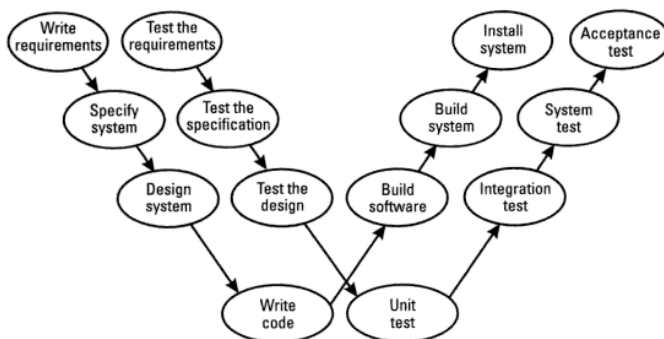 Write
requirements
Test the
requirements
Install
system
Acceptance
test
Specify
system
Test the
specification
Build
system
System
test
Design
system
Test the
design
Build
software
Integration
test
Write
code
Unit
test